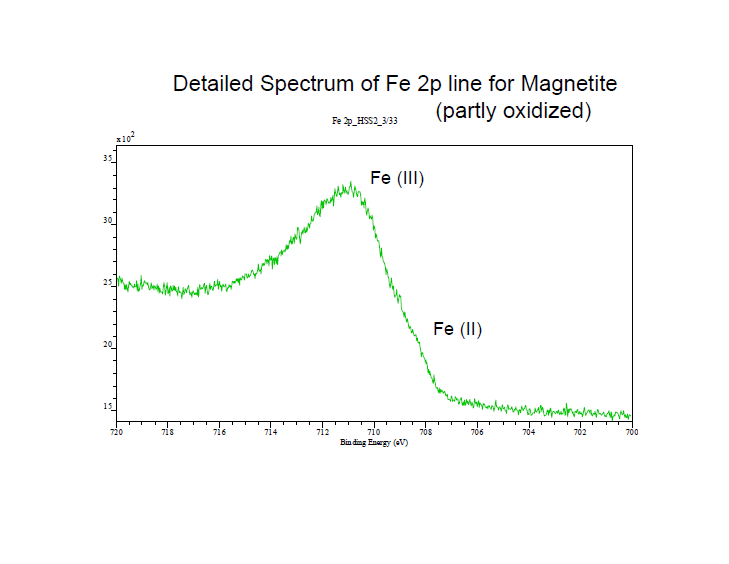 Detailed Spectrum of Fe 2p line for Magnetite
(partly oxidized)
Fe 2p_HSS2_3/33
x10²
35
Fe (III)
30
25
Fe (II)
20
15
720 718 716 714 712 710 708 706 704 702 700
Binding Energy (eV)